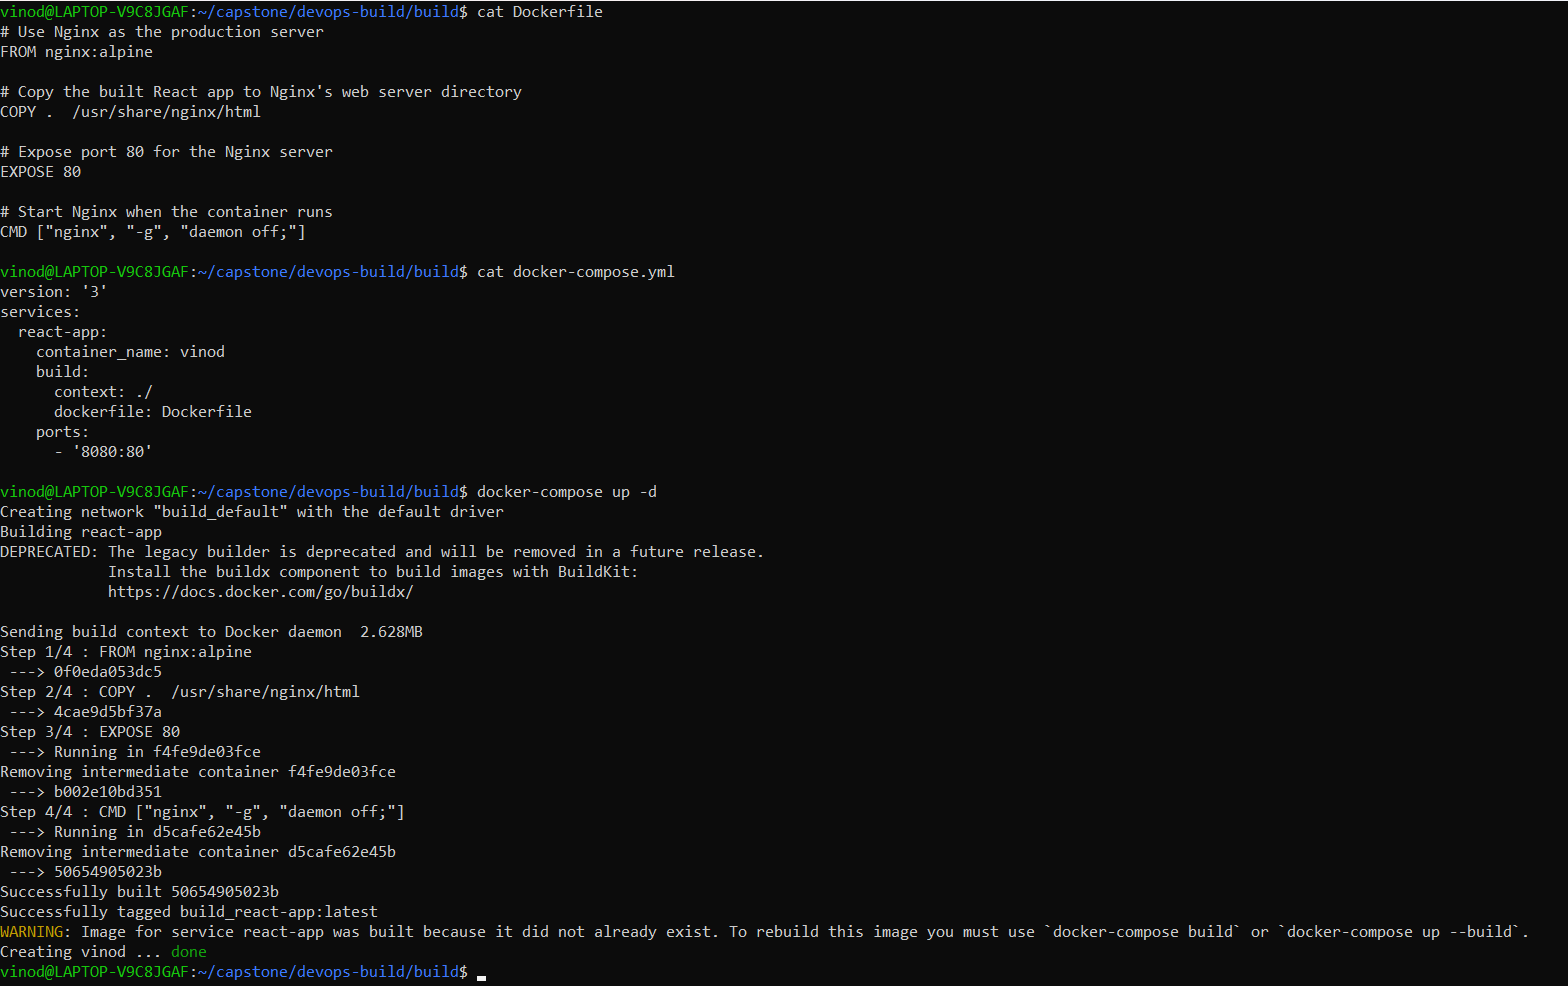 vinod@LAPTOP-V9C8JGAF:~/capstone/devops-build/build$ cat Dockerfile
# Use Nginx as the production server
FROM nginx:alpine
# Copy the built React app to Nginx's web server directory
COPY .  /usr/share/nginx/html
# Expose port 80 for the Nginx server
EXPOSE 80
# Start Nginx when the container runs
CMD ["nginx", "-g", "daemon off;"]
vinod@LAPTOP-V9C8JGAF:~/capstone/devops-build/build$ cat docker-compose.yml
version: '3'
services:
  react-app:
    container_name: vinod
    build:
      context: ./
      dockerfile: Dockerfile
    ports:
      - '8080:80'
vinod@LAPTOP-V9C8JGAF:~/capstone/devops-build/build$ docker-compose up -d
Creating network "build_default" with the default driver
Building react-app
DEPRECATED: The legacy builder is deprecated and will be removed in a future release.
            Install the buildx component to build images with BuildKit:
            https://docs.docker.com/go/buildx/
Sending build context to Docker daemon  2.628MB
Step 1/4 : FROM nginx:alpine
 ---> 0f0eda053dc5
Step 2/4 : COPY .  /usr/share/nginx/html
 ---> 4cae9d5bf37a
Step 3/4 : EXPOSE 80
 ---> Running in f4fe9de03fce
Removing intermediate container f4fe9de03fce
 ---> b002e10bd351
Step 4/4 : CMD ["nginx", "-g", "daemon off;"]
 ---> Running in d5cafe62e45b
Removing intermediate container d5cafe62e45b
 ---> 50654905023b
Successfully built 50654905023b
Successfully tagged build_react-app:latest
WARNING: Image for service react-app was built because it did not already exist. To rebuild this image you must use `docker-compose build` or `docker-compose up --build`.
Creating vinod ... done
vinod@LAPTOP-V9C8JGAF:~/capstone/devops-build/build$